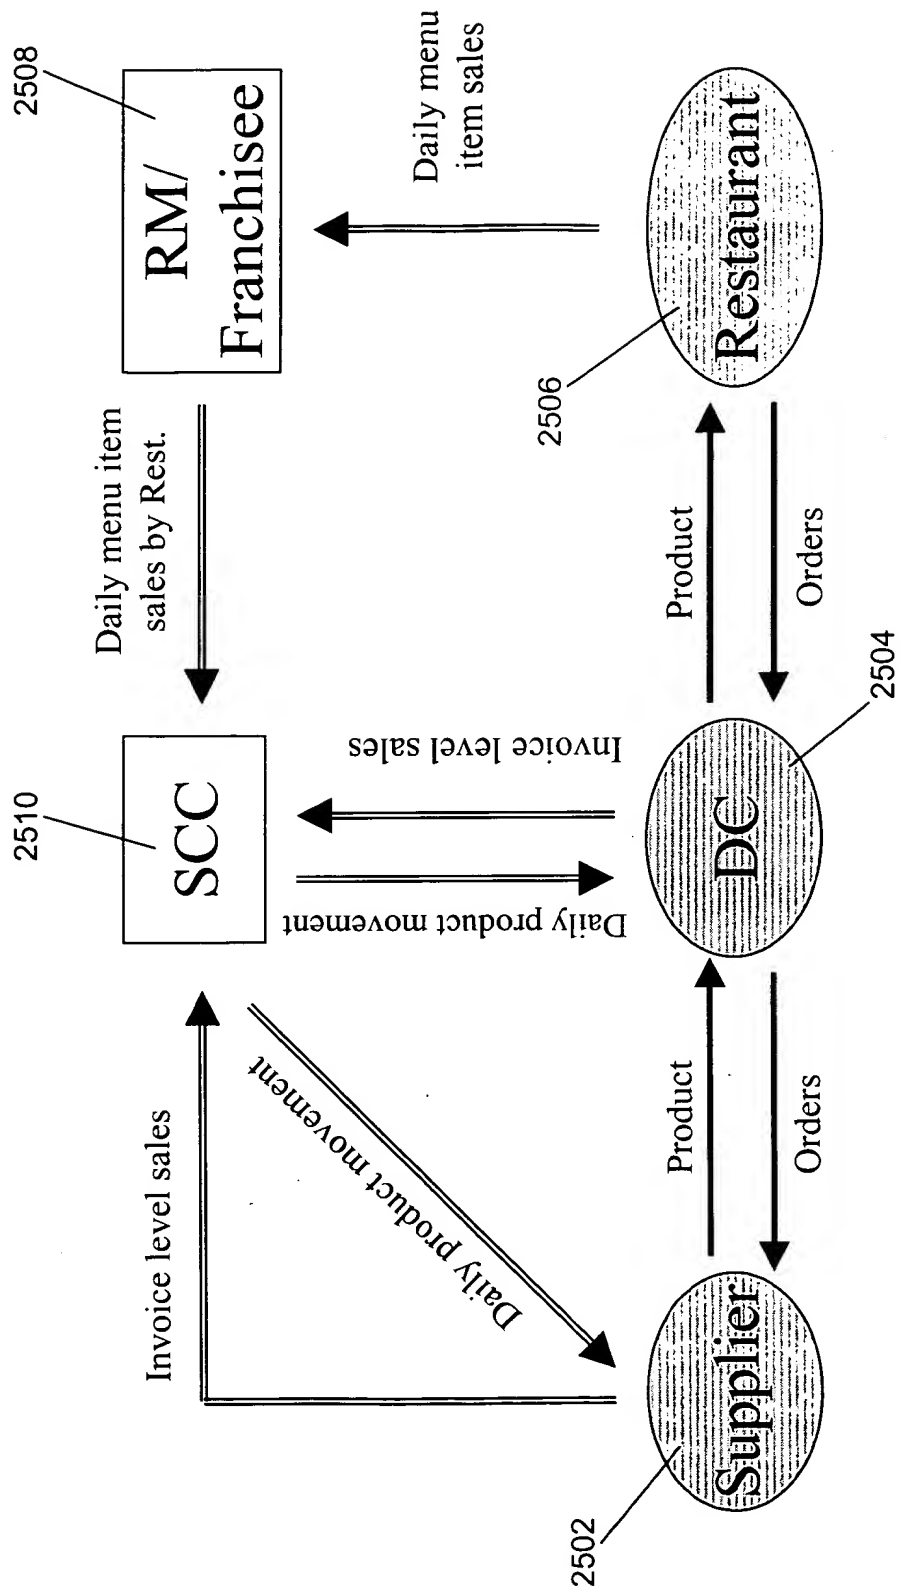 2510
2508
SCC
RM/
Franchisee
Daily menu item
sales by Rest.
Invoice level sales
Daily product movement
Daily product movement
Invoice level sales
Daily menu
item sales
Product
Orders
Product
Orders
2502
Supplier
DC
2504
2506
Restaurant